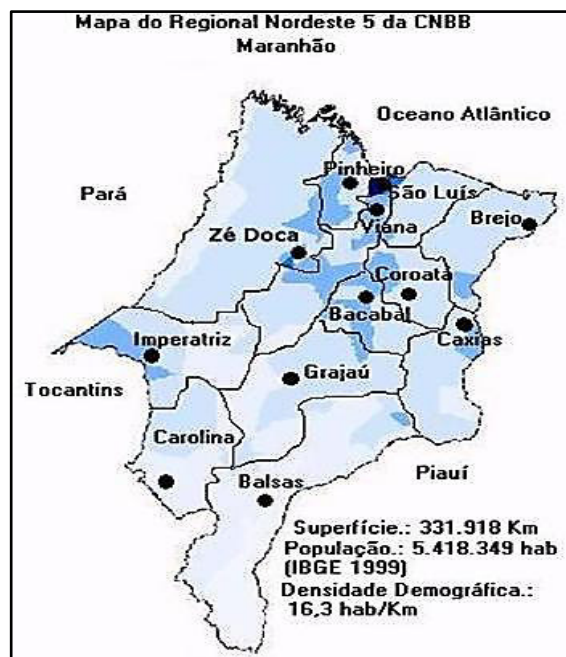 Mapa do Regional Nordeste 5 da CNBB
Maranhão
Oceano Atlântico
Pinheiro
São Luís
Pará
Viana
Brejo
Zé Doca
Coroatá
Bacabal
Caxias
Imperatriz
Grajaú
Tocantins
Carolina
Piauí
Balsas
Superfície.: 331.918 Km
População.: 5.418.349 hab
(IBGE 1999)
Densidade Demográfica.:
16,3 hab/Km